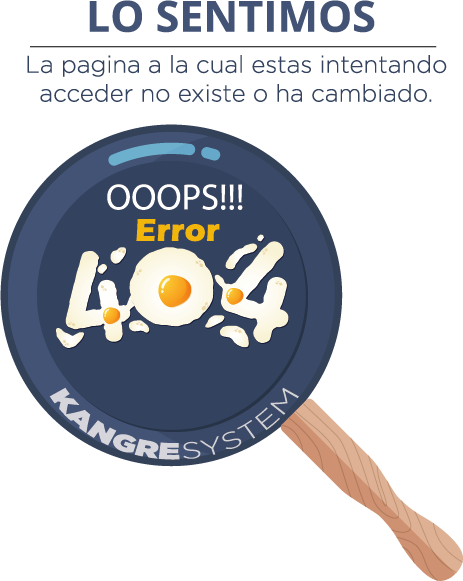 LO SENTIMOS
La pagina a la cual estas intentando
acceder no existe o ha cambiado.
OOOPS!!!
Error
404
KANGRESYSTEM